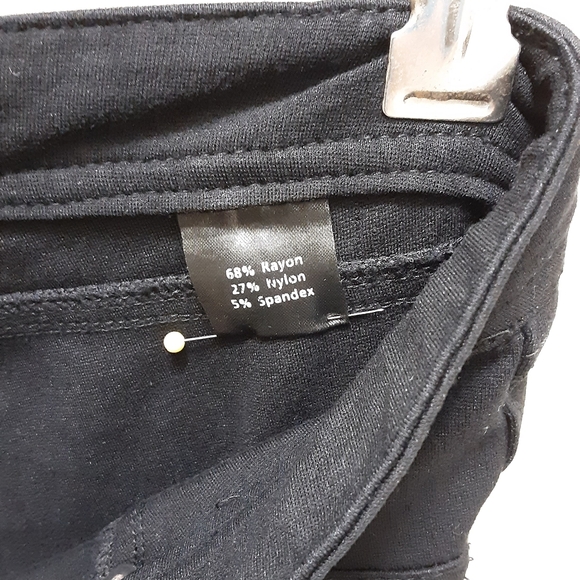 68% Rayon
27% Nylon
5% Spandex